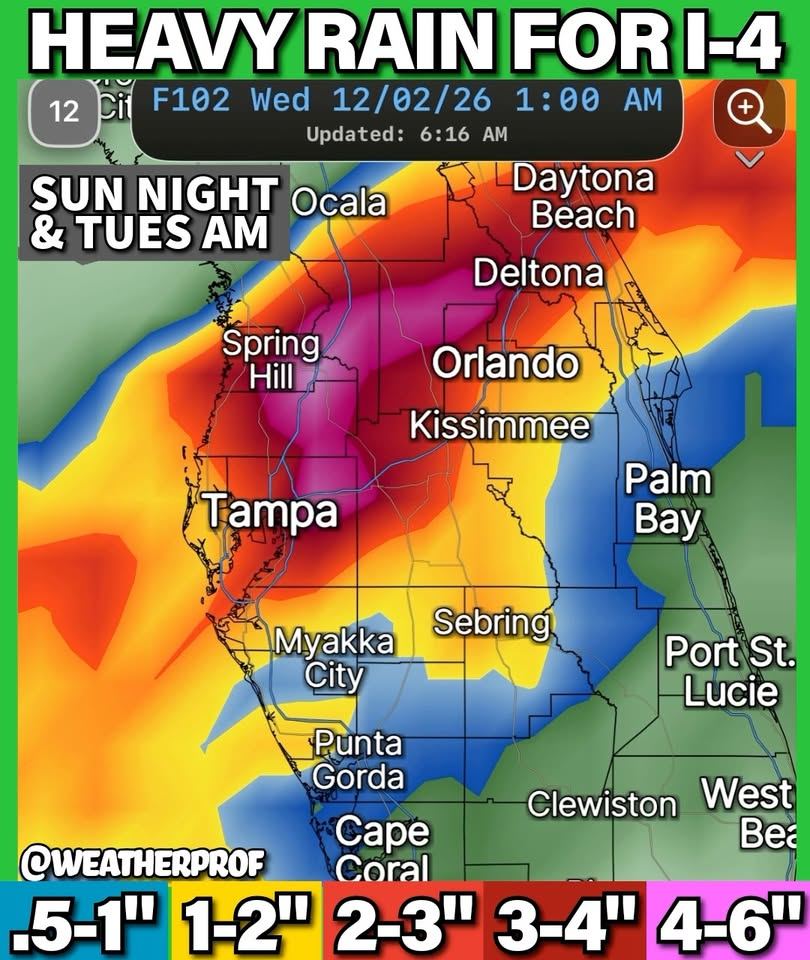 HEAVY RAIN FOR I-4
12
F102 Wed 12/02/26 1:00 AM
Updated: 6:16 AM
SUN NIGHT
& TUES AM
Ocala
Daytona
Beach
Deltona
Spring
Hill
Orlando
Kissimmee
Palm
Bay
Tampa
Sebring
Myakka
City
Port St.
Lucie
Punta
Gorda
Clewiston
West
Cape
Coral
@WEATHERPROF
.5-1" 1-2" 2-3" 3-4" 4-6"